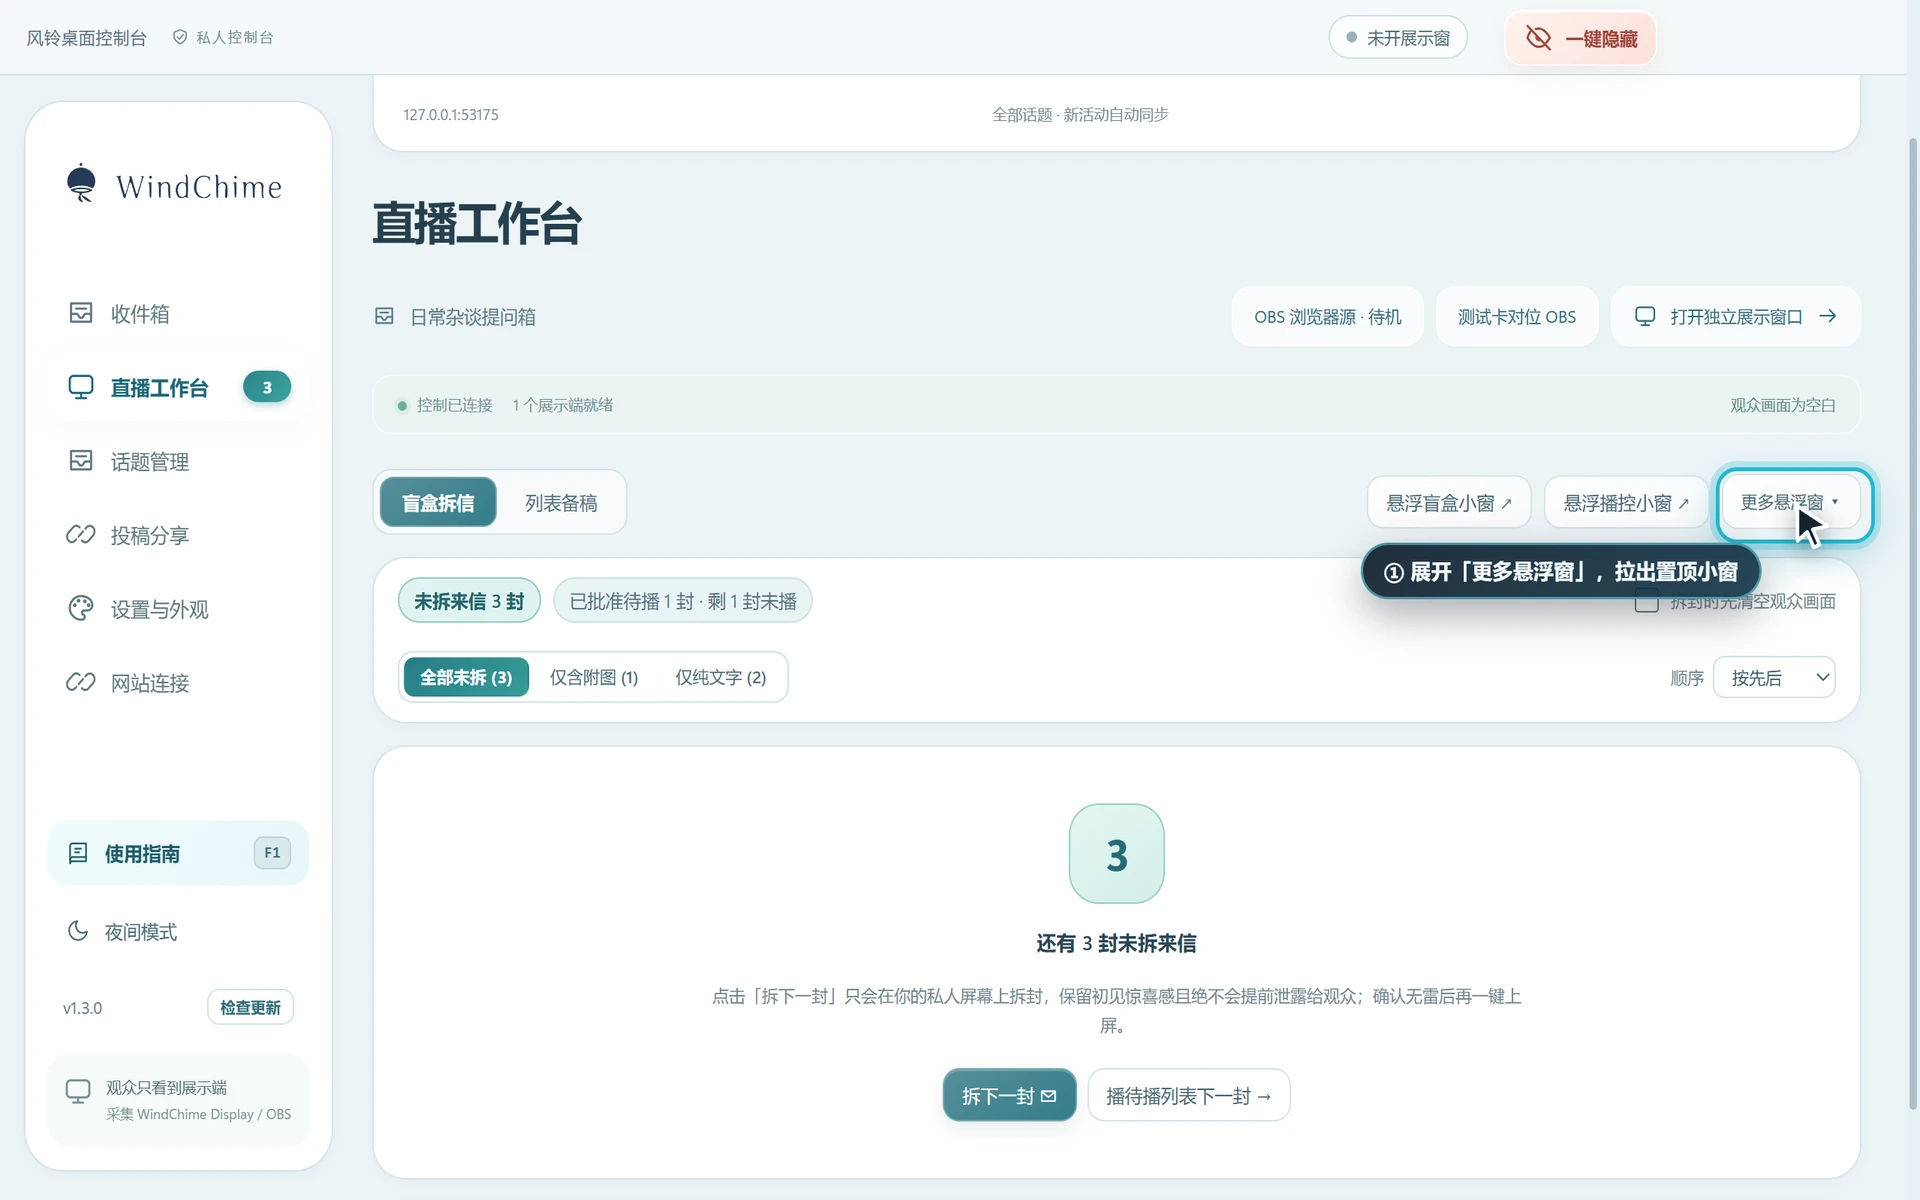 风铃桌面控制台
私人控制台
未开展示窗
一键隐藏
127.0.0.1:53175
全部话题 · 新活动自动同步
WindChime
收件箱
直播工作台 3
话题管理
投稿分享
设置与外观
网站连接
使用指南 F1
夜间模式
v1.3.0 检查更新
观众只看到展示端
采集 WindChime Display / OBS
直播工作台
日常杂谈提问箱
OBS 浏览器源 · 待机
测试卡对位 OBS
打开独立展示窗口 →
控制已连接 1 个展示端就绪
观众画面为空白
盲盒拆信 列表备稿
悬浮盲盒小窗 ↗
悬浮播控小窗 ↗
更多悬浮窗 ▾
① 展开「更多悬浮窗」，拉出置顶小窗
未拆来信 3 封
已批准待播 1 封 · 剩 1 封未播
拆封时先清空观众画面
全部未拆 (3) 仅含附图 (1) 仅纯文字 (2)
顺序 按先后
3
还有 3 封未拆来信
点击「拆下一封」只会在你的私人屏幕上拆封，保留初见惊喜感且绝不会提前泄露给观众；确认无雷后再一键上
屏。
拆下一封
播待播列表下一封 →